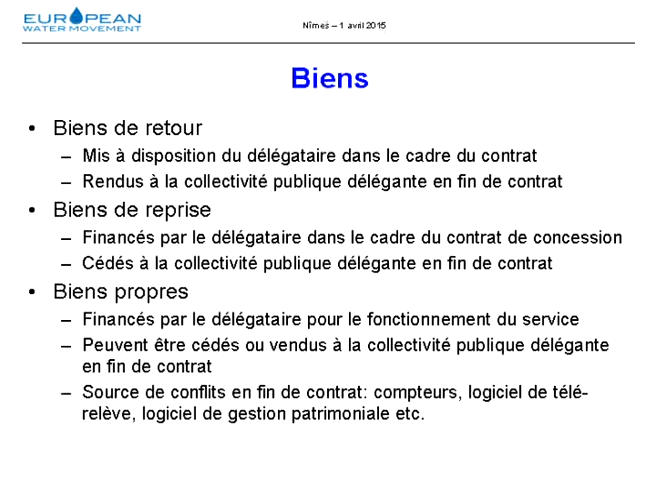 EUROPEAN
WATER MOVEMENT
Nîmes – 1 avril 2015
Biens
• Biens de retour
– Mis à disposition du délégataire dans le cadre du contrat
– Rendus à la collectivité publique délégante en fin de contrat
• Biens de reprise
– Financés par le délégataire dans le cadre du contrat de concession
– Cédés à la collectivité publique délégante en fin de contrat
• Biens propres
– Financés par le délégataire pour le fonctionnement du service
– Peuvent être cédés ou vendus à la collectivité publique délégante
en fin de contrat
– Source de conflits en fin de contrat: compteurs, logiciel de télé-
relève, logiciel de gestion patrimoniale etc.